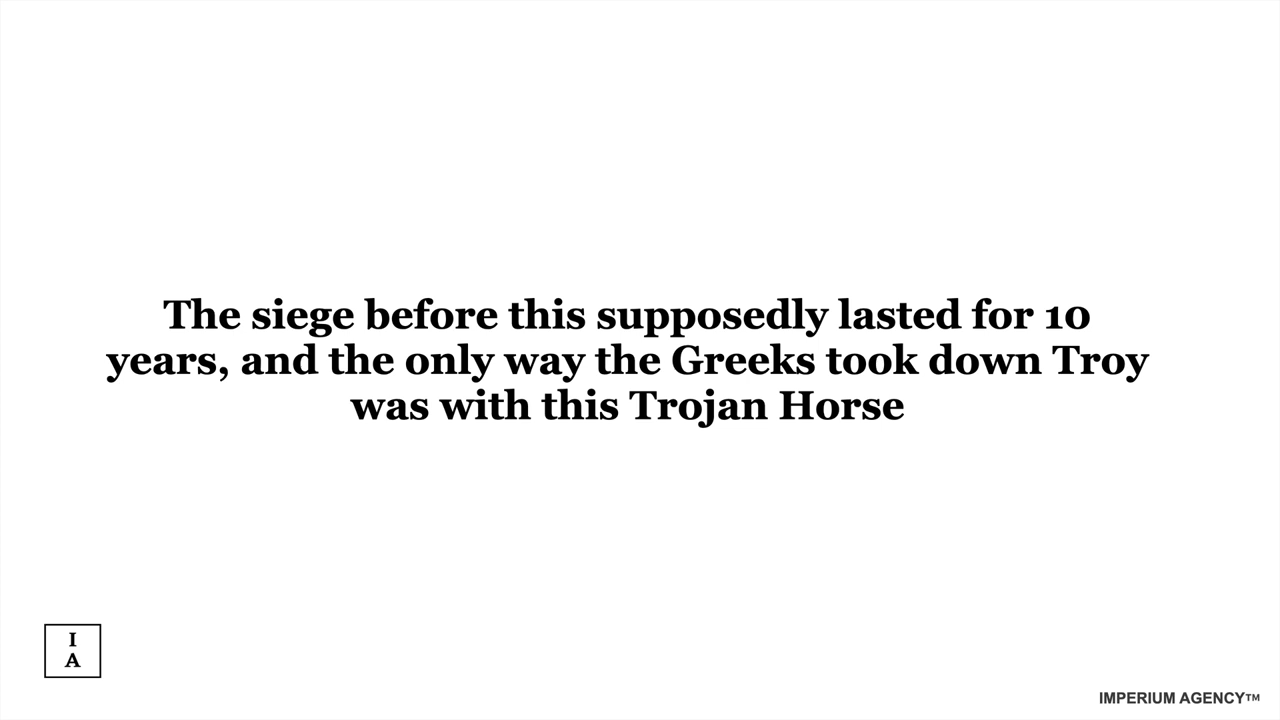 The siege before this supposedly lasted for 10
years, and the only way the Greeks took down Troy
was with this Trojan Horse
I
A
IMPERIUM AGENCY™